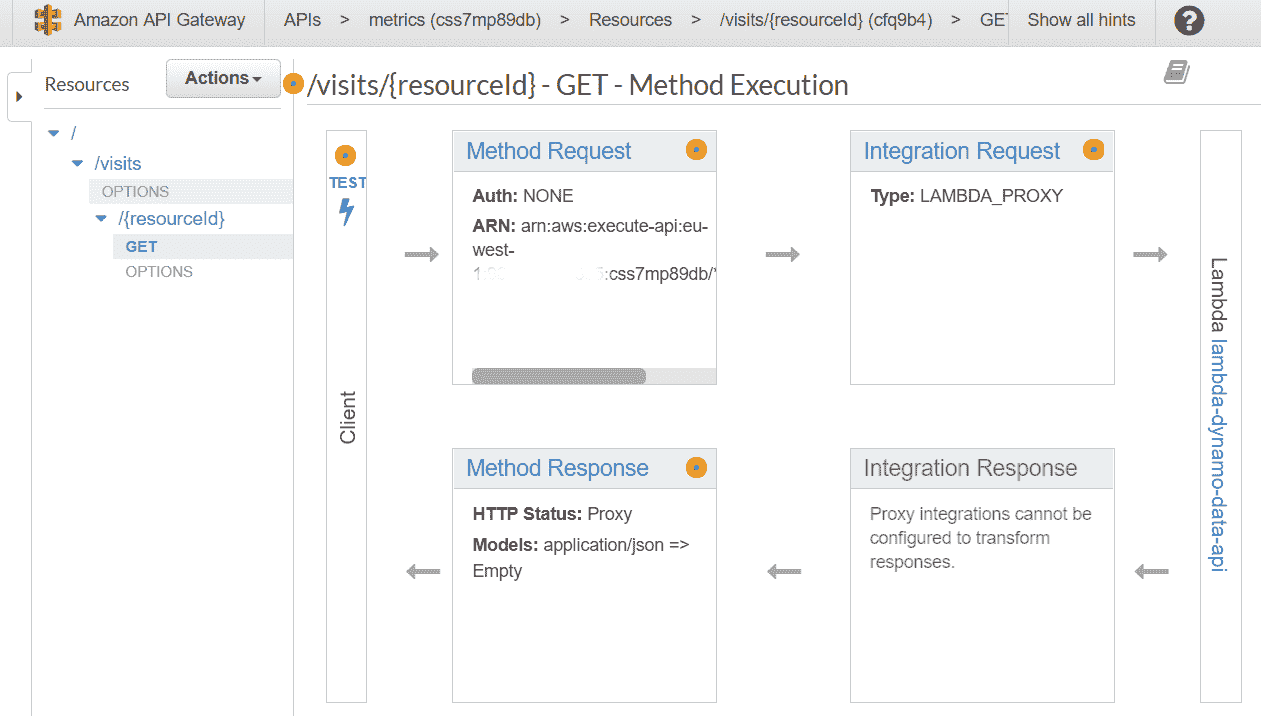 Amazon API Gateway APIs > metrics (css7mp89db) > Resources > /visits/{resourceId} (cfq9b4) > GET Show all hints ?
Resources
Actions
/visits/{resourceId} - GET - Method Execution
/
/visits
OPTIONS
/{resourceId}
GET
OPTIONS
TEST
Client
Method Request
Auth: NONE
ARN: arn:aws:execute-api:eu-
west-
:css7mp89db/*
Integration Request
Type: LAMBDA_PROXY
Method Response
HTTP Status: Proxy
Models: application/json =>
Empty
Integration Response
Proxy integrations cannot be
configured to transform
responses.
Lambda lambda-dynamo-data-api